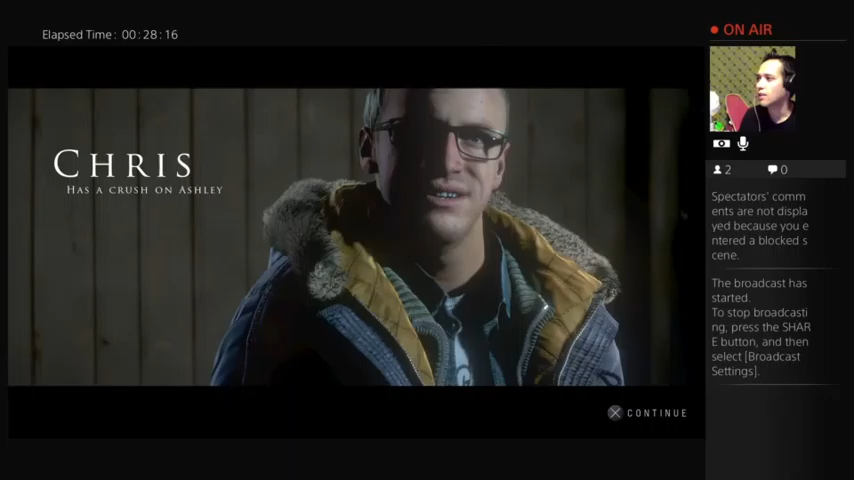 Elapsed Time: 00:28:16
ON AIR
CHRIS
HAS A CRUSH ON ASHLEY
2
0
Spectators' comm
ents are not displa
yed because you e
ntered a blocked s
cene.
The broadcast has
started.
To stop broadcasti
ng, press the SHAR
E button, and then
select [Broadcast
Settings].
CONTINUE